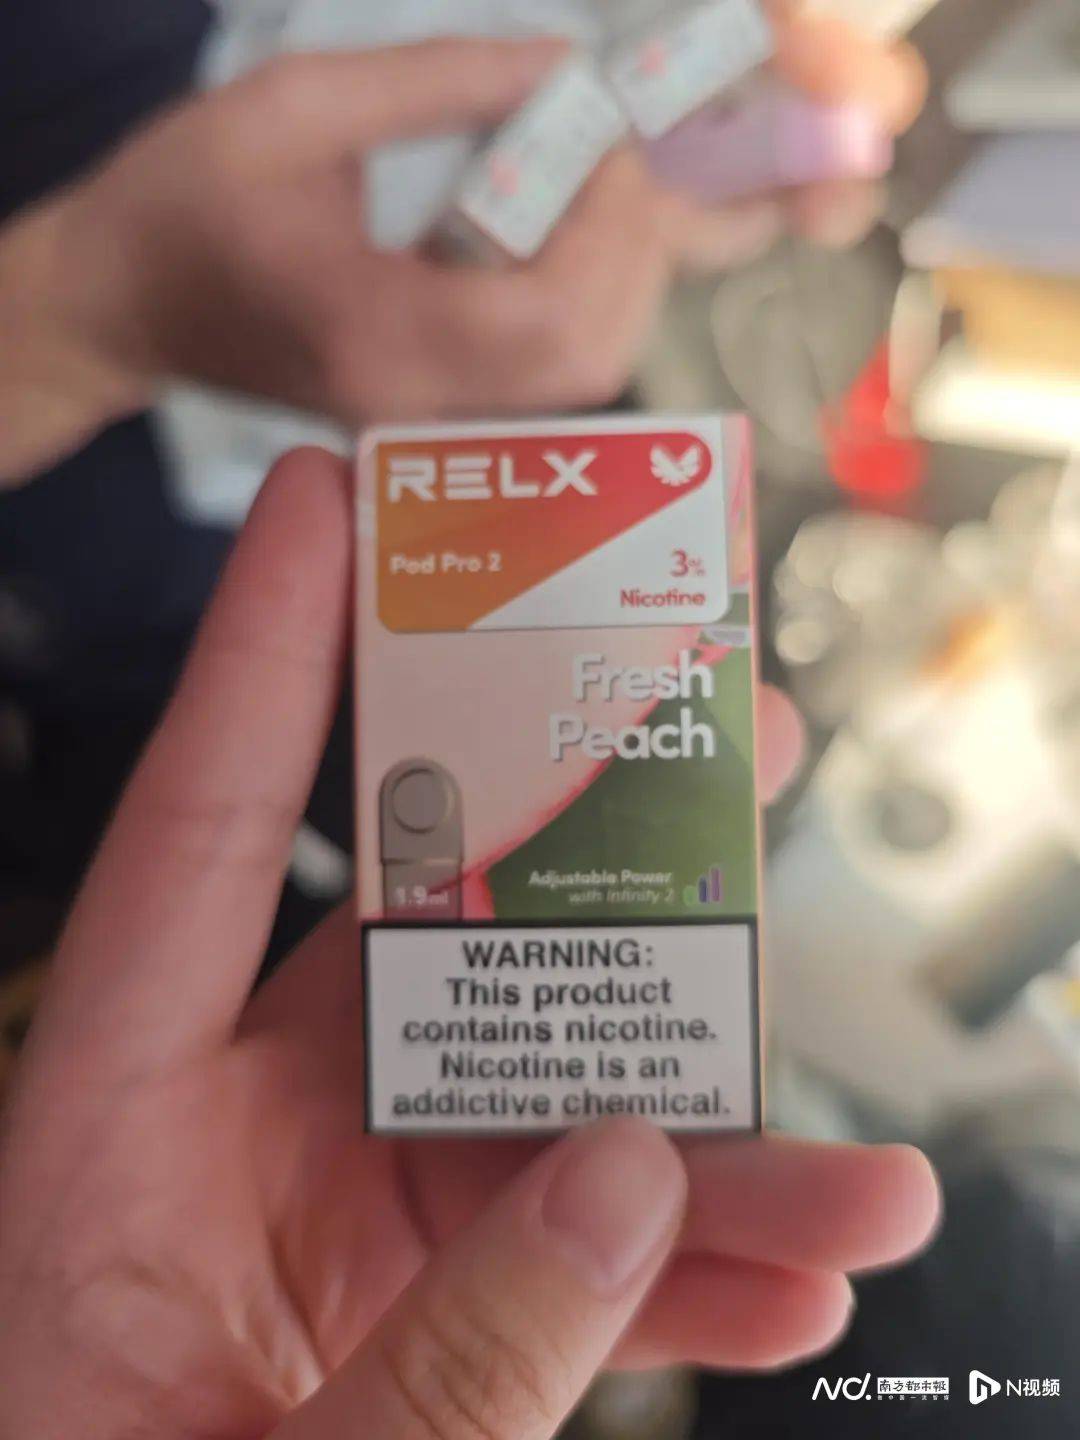 RELX
Pod Pro 2
3%
Nicotine
Fresh
Peach
Adjustable Power
with Infinity 2
1.9ml
WARNING:
This product
contains nicotine.
Nicotine is an
addictive chemical.
南方都市報
N视频